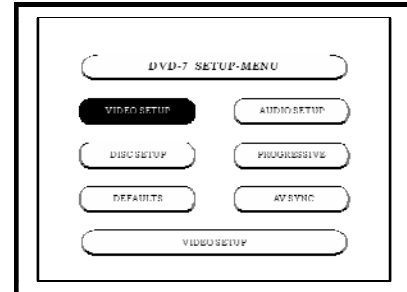 DVD-7 SETUP-MENU
VIDEO SETUP AUDIO SETUP
DISC SETUP PROGRESSIVE
DEFAULTS AV SYNC
VIDEO SETUP